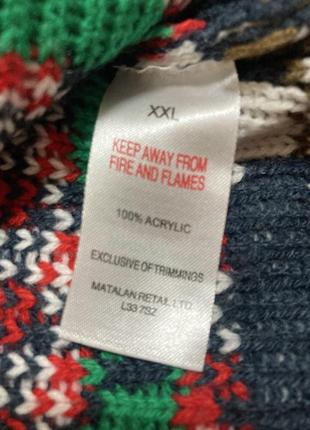 XXL
KEEP AWAY FROM
FIRE AND FLAMES
100% ACRYLIC
EXCLUSIVE OF TRIMMINGS
MATALAN RETAIL LTD.
L33 7SZ